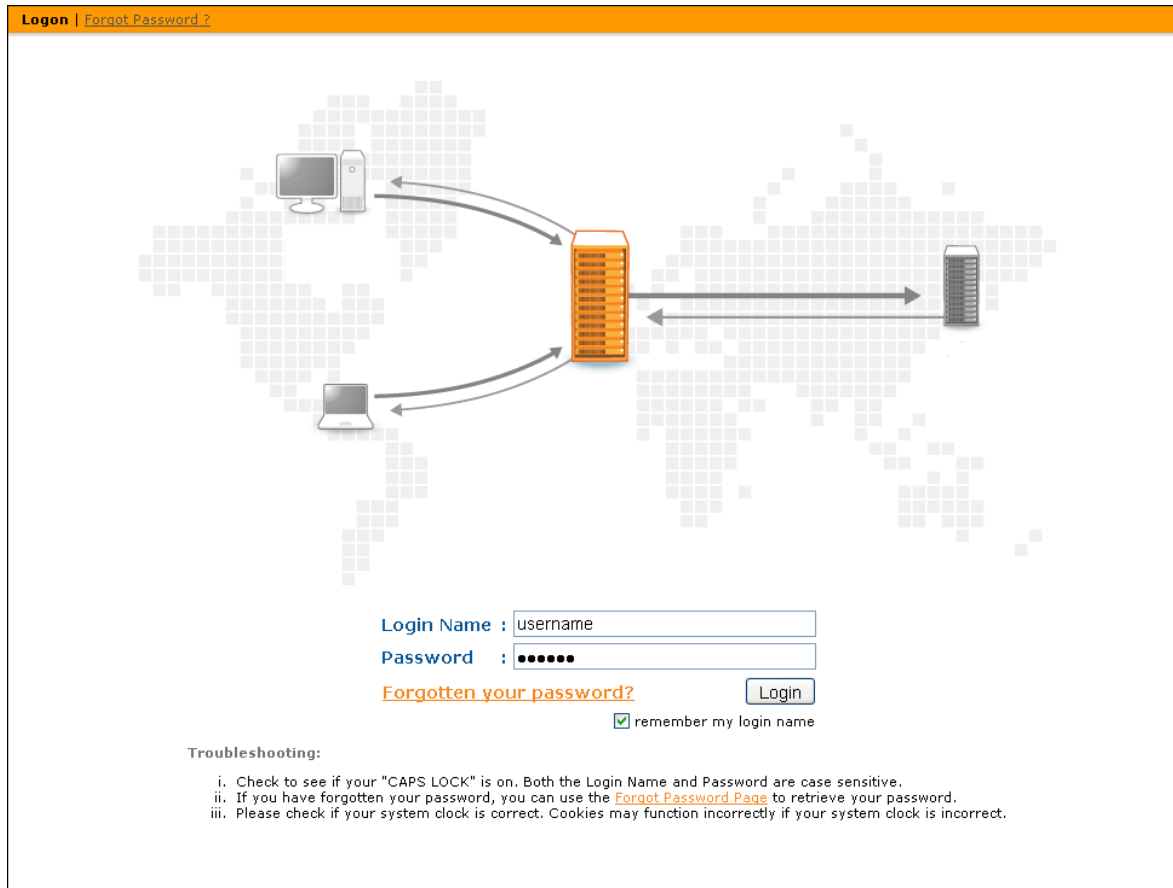 Logon | Forgot Password ?
Login Name : username
Password : ●●●●●●
Forgotten your password? Login
remember my login name
Troubleshooting:
i. Check to see if your "CAPS LOCK" is on. Both the Login Name and Password are case sensitive.
ii. If you have forgotten your password, you can use the Forgot Password Page to retrieve your password.
iii. Please check if your system clock is correct. Cookies may function incorrectly if your system clock is incorrect.